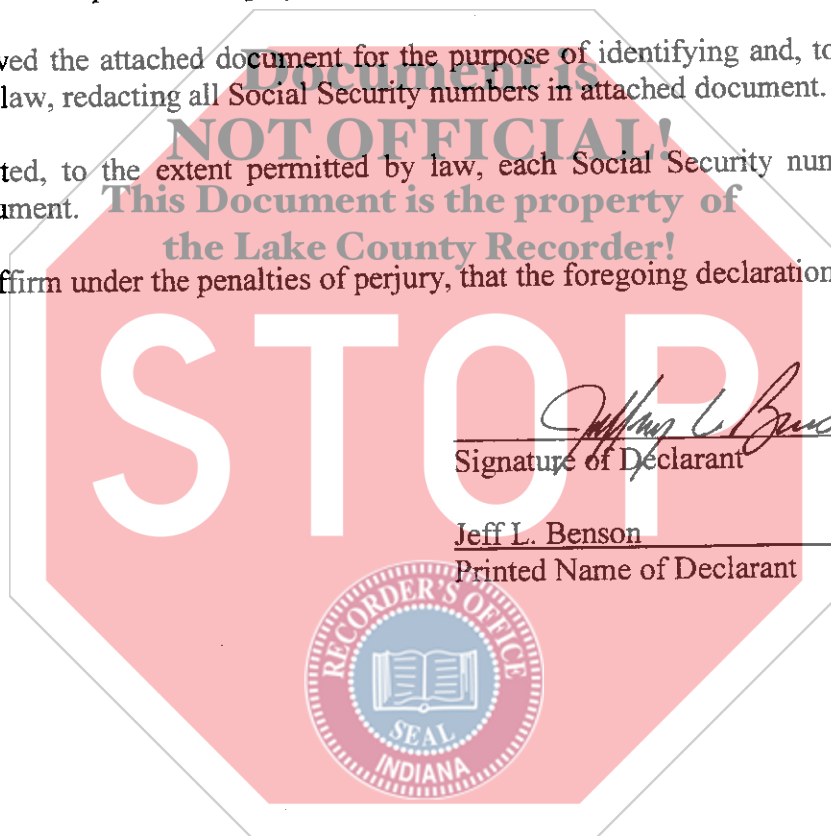 ved the attached document for the purpose of identifying and, to
Document is
law, redacting all Social Security numbers in attached document.
NOT OFFICIAL!
ted, to the extent permitted by law, each Social Security num
ument.
This Document is the property of
the Lake County Recorder!
ffirm under the penalties of perjury, that the foregoing declaration
STOP
Signature of Declarant
Jeff L. Benson
Printed Name of Declarant
RECORDER'S OFFICE
SEAL
INDIANA